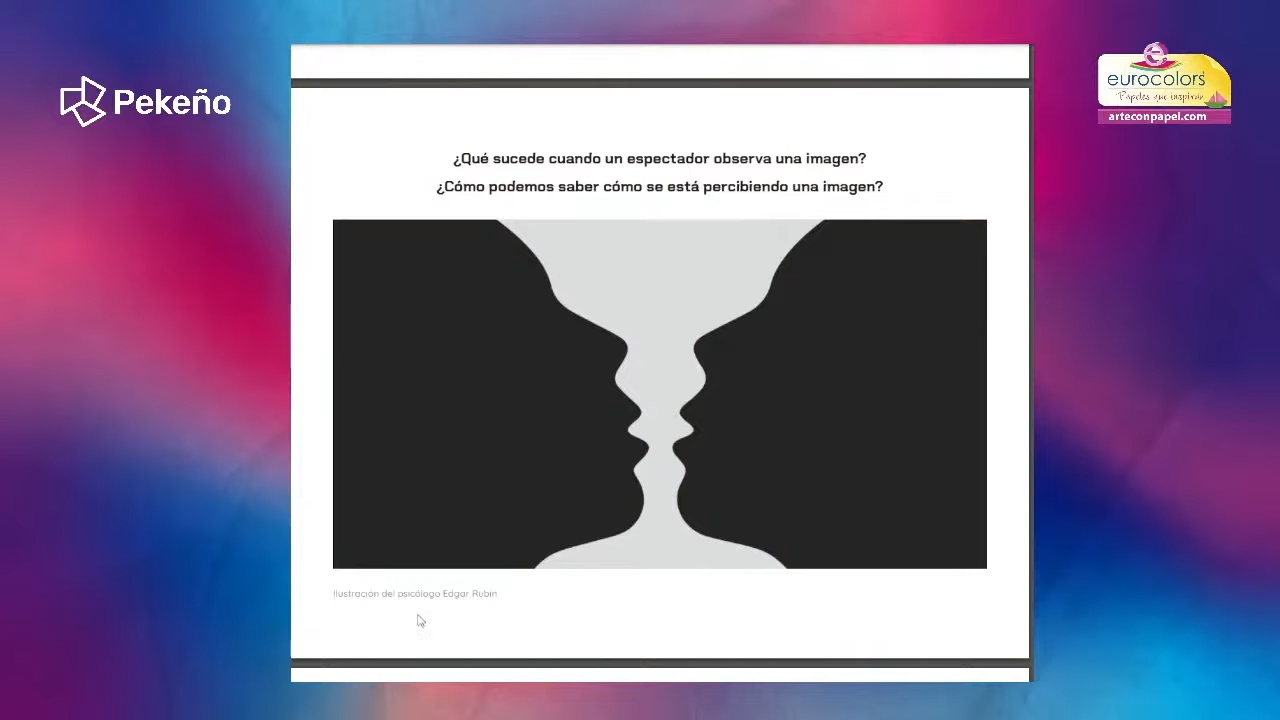 Pekeño
eurocolors
Papeles que inspiran
arteconpapel.com
¿Qué sucede cuando un espectador observa una imagen?
¿Cómo podemos saber cómo se está percibiendo una imagen?
Ilustración del psicólogo Edgar Rubin